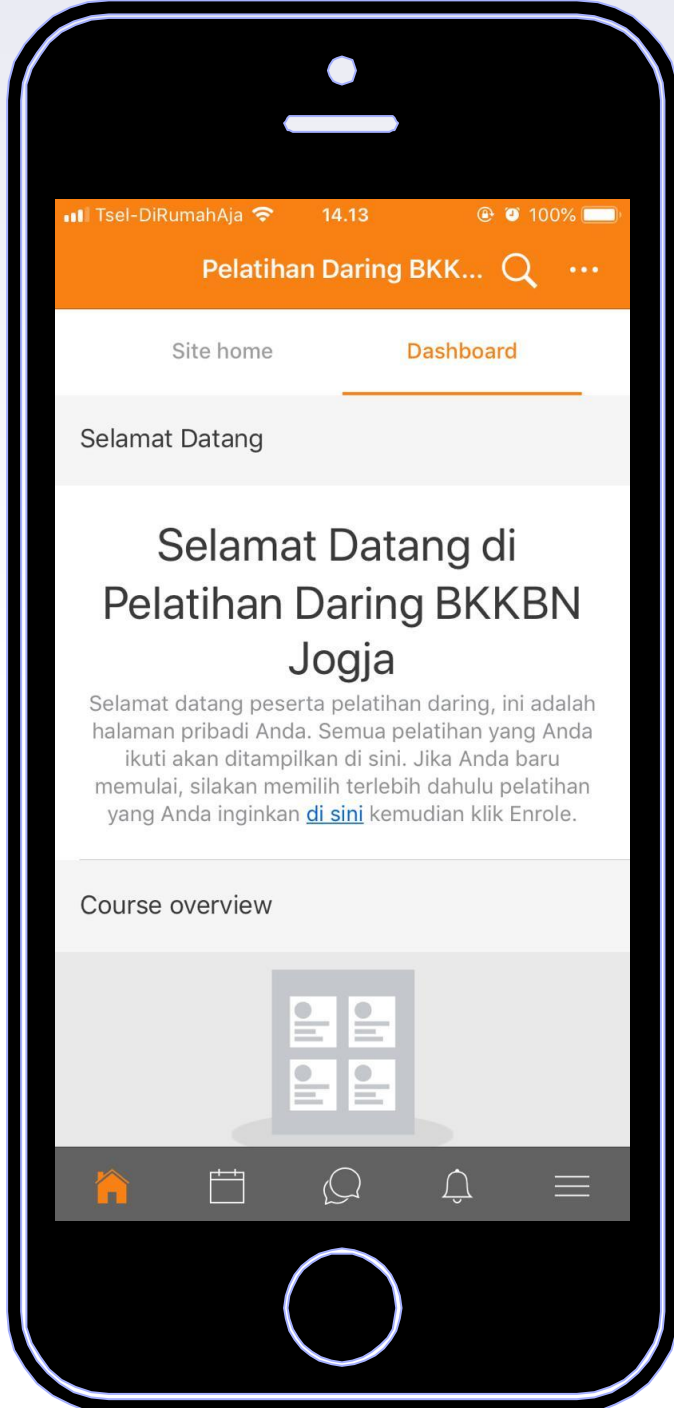 Tsel-DiRumahAja 14.13 100%
Pelatihan Daring BKK...
Site home Dashboard
Selamat Datang
Selamat Datang di
Pelatihan Daring BKKBN
Jogja
Selamat datang peserta pelatihan daring, ini adalah
halaman pribadi Anda. Semua pelatihan yang Anda
ikuti akan ditampilkan di sini. Jika Anda baru
memulai, silakan memilih terlebih dahulu pelatihan
yang Anda inginkan di sini kemudian klik Enrole.
Course overview